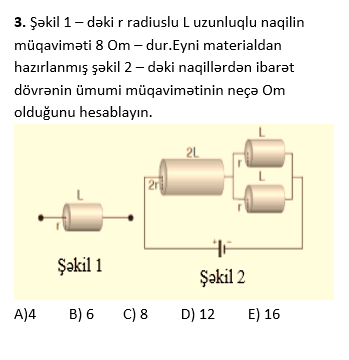 3. Şəkil 1 – dəki r radiuslu L uzunluqlu naqilin
müqaviməti 8 Om – dur.Eyni materialdan
hazırlanmış şəkil 2 – dəki naqillərdən ibarət
dövrənin ümumi müqavimətinin neçə Om
olduğunu hesablayın.
L
2L
r
2r
L
L
r
r
+ -
Şəkil 1
Şəkil 2
A)4 B) 6 C) 8 D) 12 E) 16